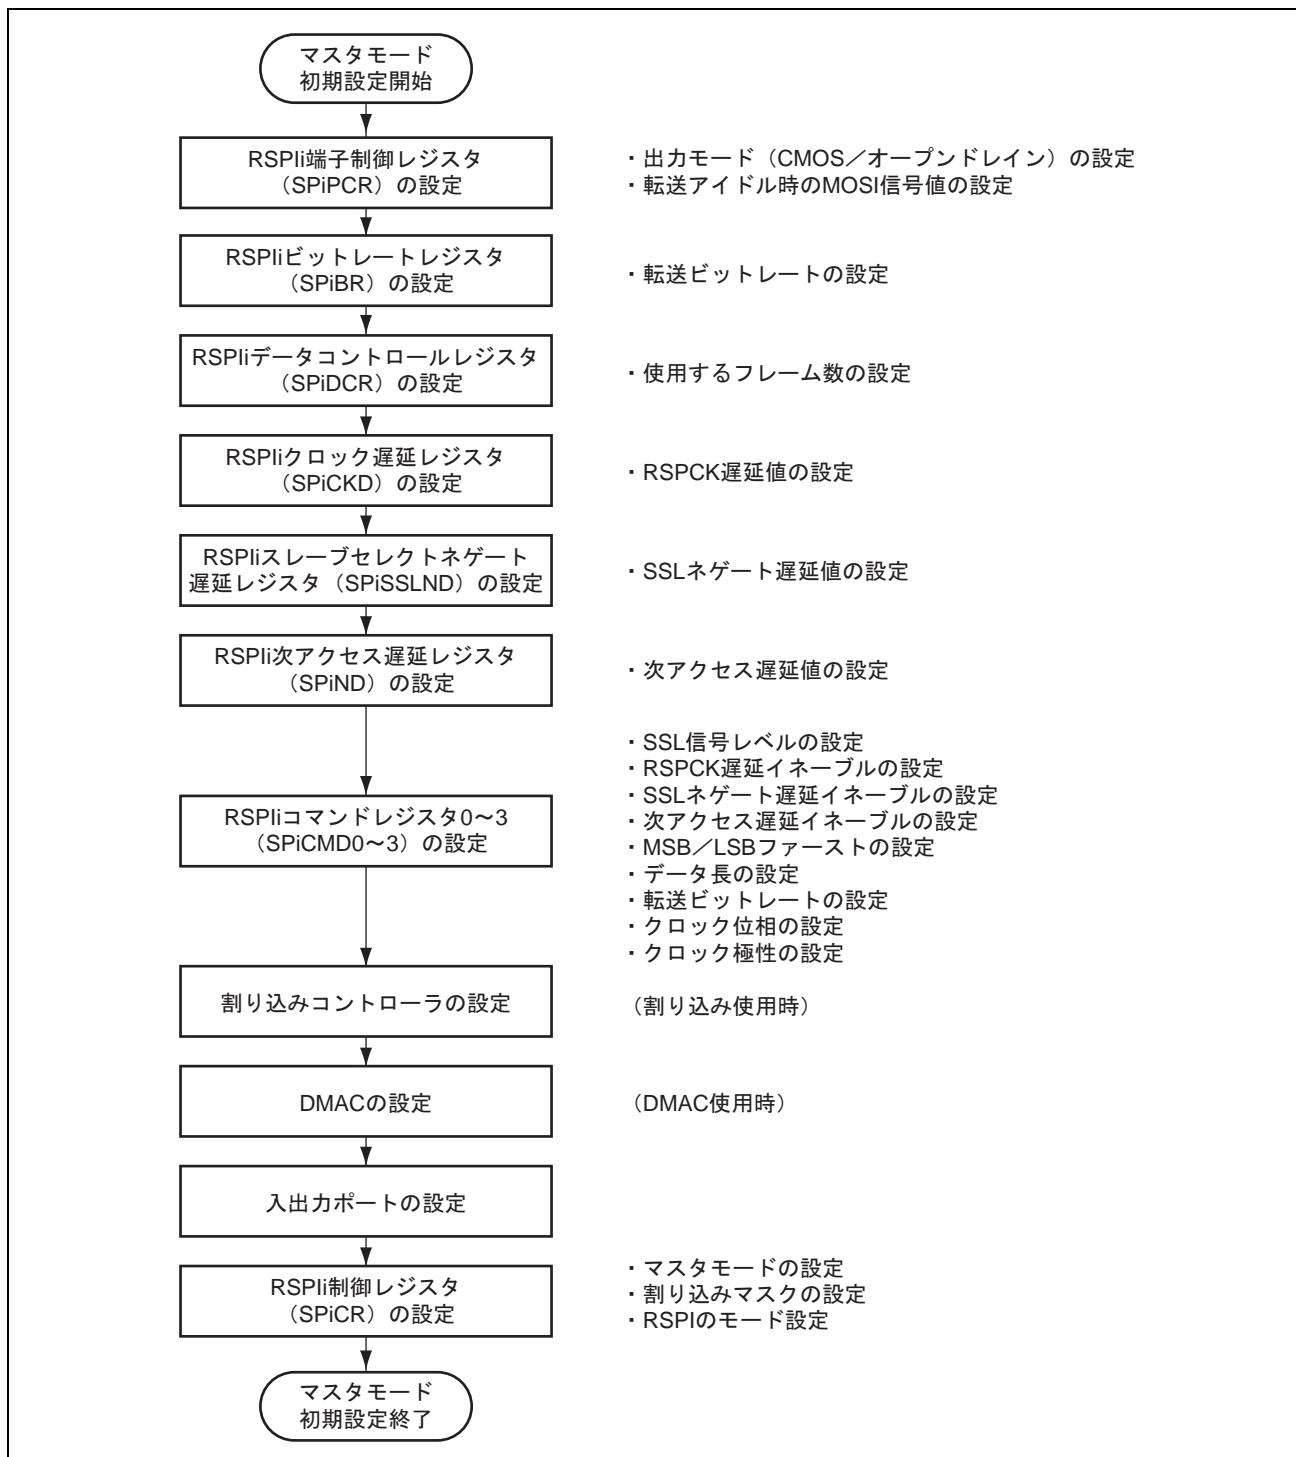 マスタモード
初期設定開始
RSPIi端子制御レジスタ
（SPiPCR）の設定
・出力モード（CMOS／オープンドレイン）の設定
・転送アイドル時のMOSI信号値の設定
RSPIiビットレートレジスタ
（SPiBR）の設定
・転送ビットレートの設定
RSPIiデータコントロールレジスタ
（SPiDCR）の設定
・使用するフレーム数の設定
RSPIiクロック遅延レジスタ
（SPiCKD）の設定
・RSPCK遅延値の設定
RSPIiスレーブセレクトネゲート
遅延レジスタ（SPiSSLND）の設定
・SSLネゲート遅延値の設定
RSPIi次アクセス遅延レジスタ
（SPiND）の設定
・次アクセス遅延値の設定
RSPIiコマンドレジスタ0～3
（SPiCMD0～3）の設定
・SSL信号レベルの設定
・RSPCK遅延イネーブルの設定
・SSLネゲート遅延イネーブルの設定
・次アクセス遅延イネーブルの設定
・MSB／LSBファーストの設定
・データ長の設定
・転送ビットレートの設定
・クロック位相の設定
・クロック極性の設定
割り込みコントローラの設定
（割り込み使用時）
DMACの設定
（DMAC使用時）
入出力ポートの設定
RSPIi制御レジスタ
（SPiCR）の設定
・マスタモードの設定
・割り込みマスクの設定
・RSPIのモード設定
マスタモード
初期設定終了